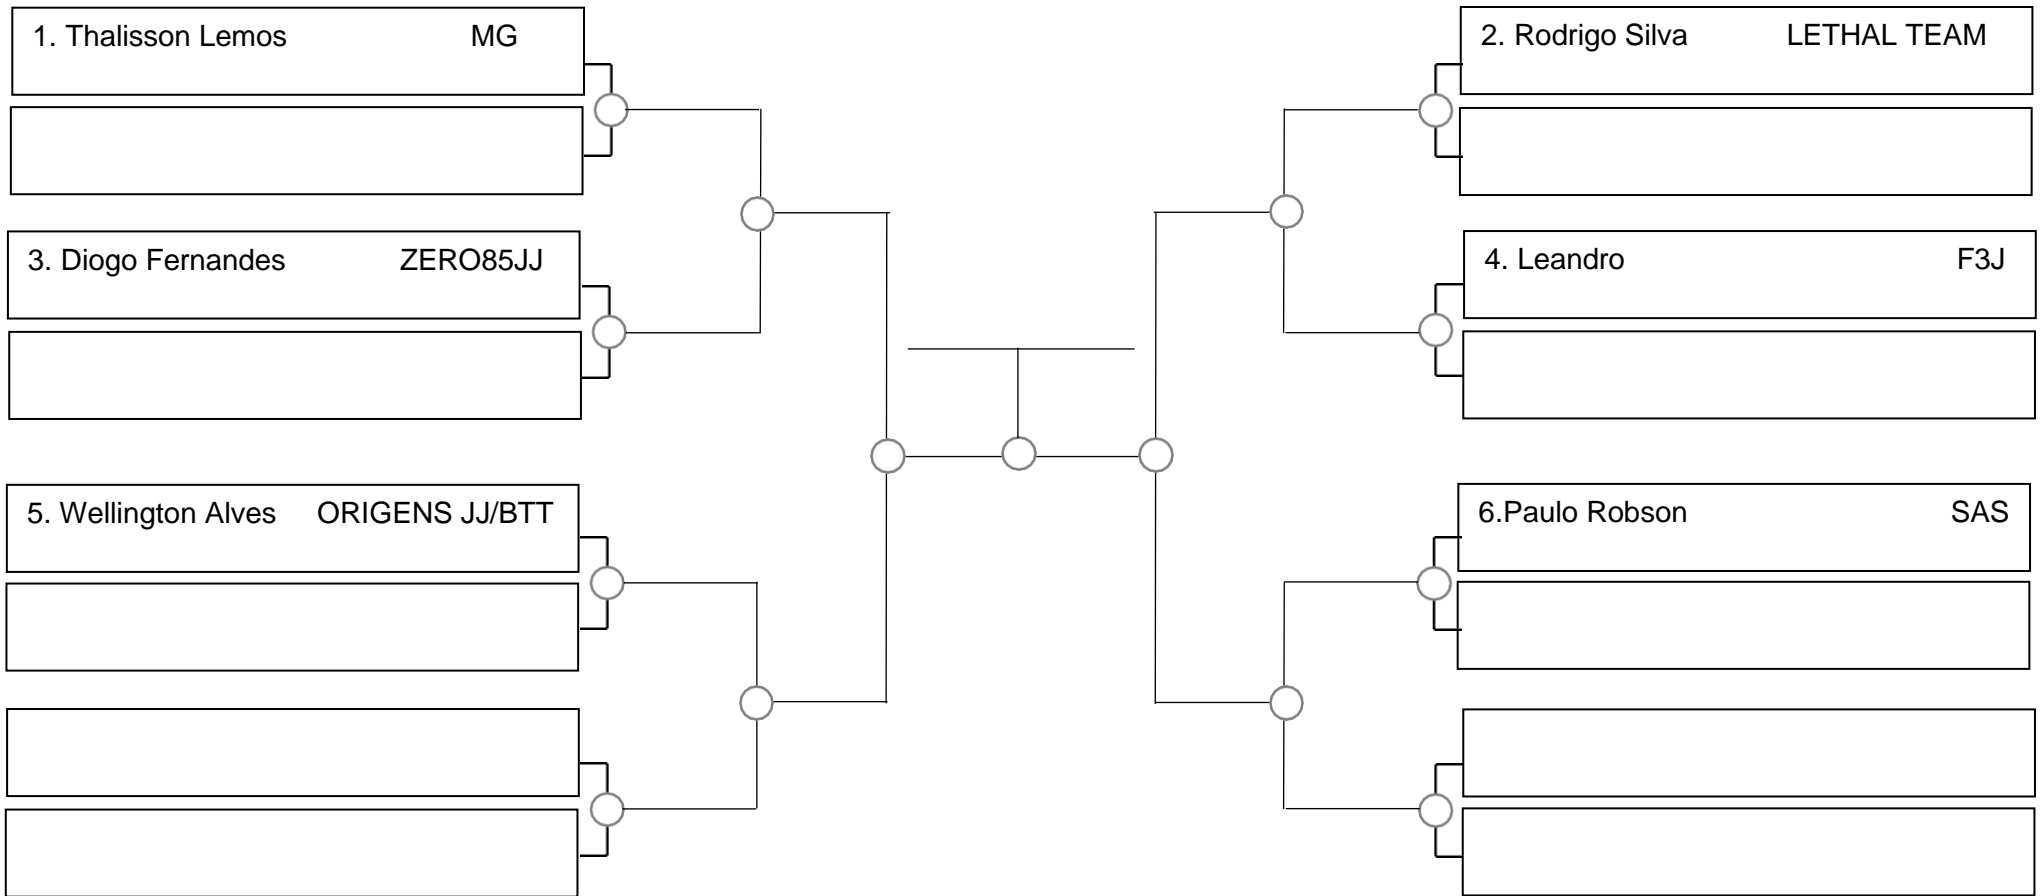 1. Thalisson Lemos MG
2. Rodrigo Silva LETHAL TEAM
3. Diogo Fernandes ZERO85JJ
4. Leandro F3J
5. Wellington Alves ORIGENS JJ/BTT
6.Paulo Robson SAS